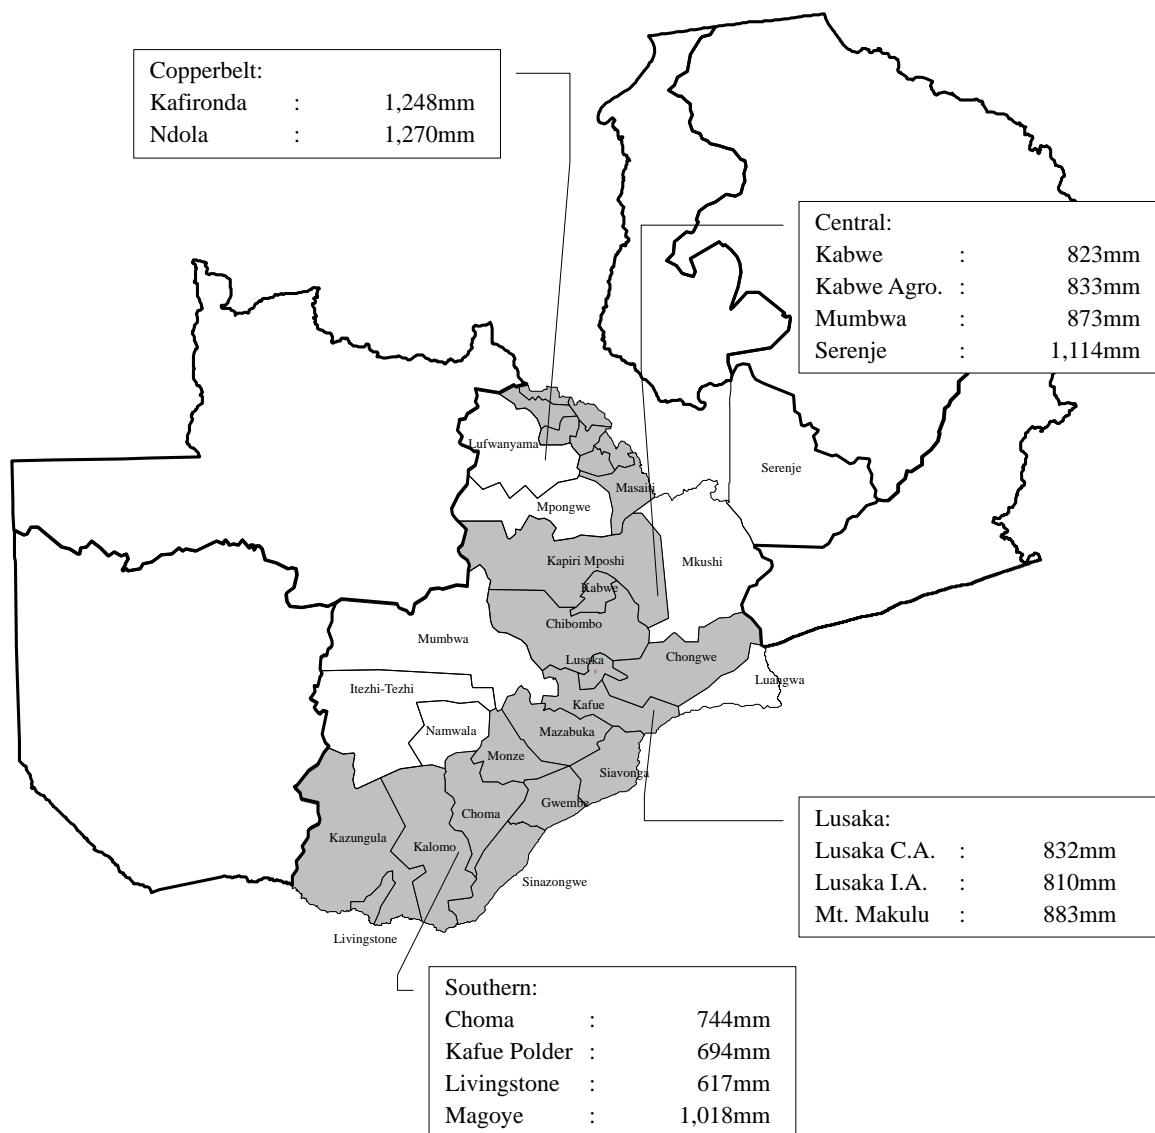 Copperbelt:
Kafironda : 1,248mm
Ndola : 1,270mm
Central:
Kabwe : 823mm
Kabwe Agro. : 833mm
Mumbwa : 873mm
Serenje : 1,114mm
Lufwanyama
Serenje
Masaiti
Mpongwe
Kapiri Mposhi
Mkushi
Kabwe
Chibombo
Mumbwa
Lusaka
Chongwe
Luangwa
Itezhi-Tezhi
Kafue
Namwala
Mazabuka
Monze
Siavonga
Gwembe
Choma
Kazungula
Kalomo
Sinazongwe
Livingstone
Lusaka:
Lusaka C.A. : 832mm
Lusaka I.A. : 810mm
Mt. Makulu : 883mm
Southern:
Choma : 744mm
Kafue Polder : 694mm
Livingstone : 617mm
Magoye : 1,018mm